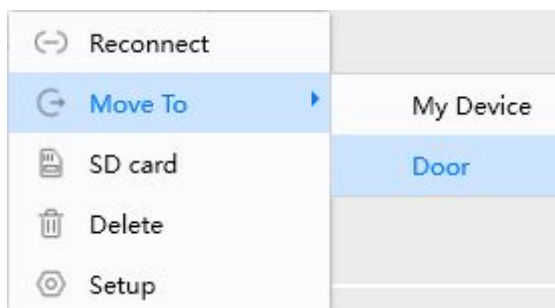 Reconnect
Move To
My Device
SD card
Door
Delete
Setup